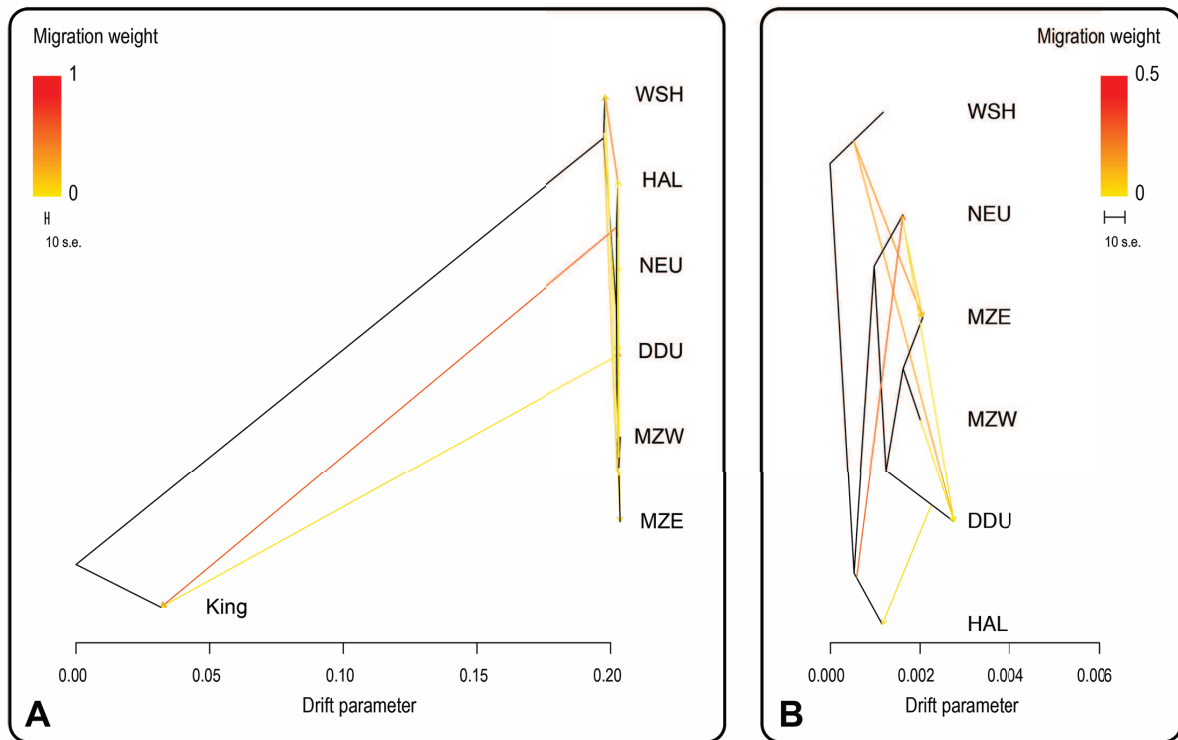 Migration weight
1
0
10 s.e.
WSH
HAL
NEU
DDU
MZW
MZE
King
0.00 0.05 0.10 0.15 0.20
Drift parameter
A
Migration weight
0.5
0
10 s.e.
WSH
NEU
MZE
MZW
DDU
HAL
0.000 0.002 0.004 0.006
Drift parameter
B